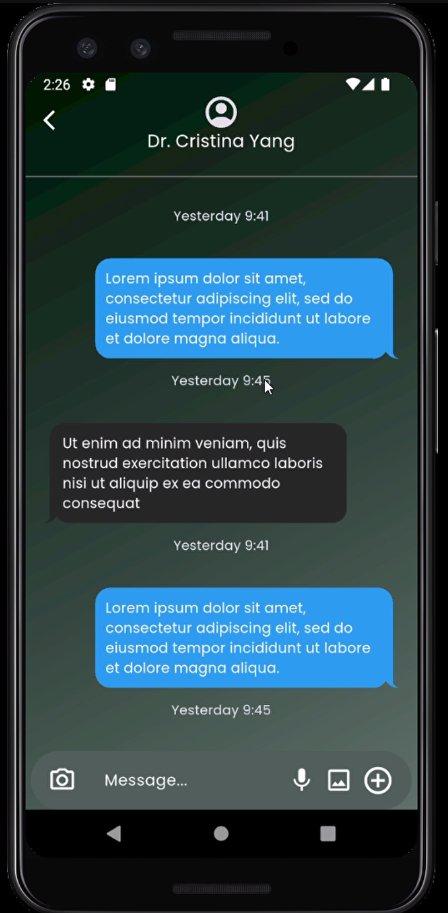 2:26
Dr. Cristina Yang
Yesterday 9:41
Lorem ipsum dolor sit amet,
consectetur adipiscing elit, sed do
eiusmod tempor incididunt ut labore
et dolore magna aliqua.
Yesterday 9:45
Ut enim ad minim veniam, quis
nostrud exercitation ullamco laboris
nisi ut aliquip ex ea commodo
consequat
Yesterday 9:41
Lorem ipsum dolor sit amet,
consectetur adipiscing elit, sed do
eiusmod tempor incididunt ut labore
et dolore magna aliqua.
Yesterday 9:45
Message...